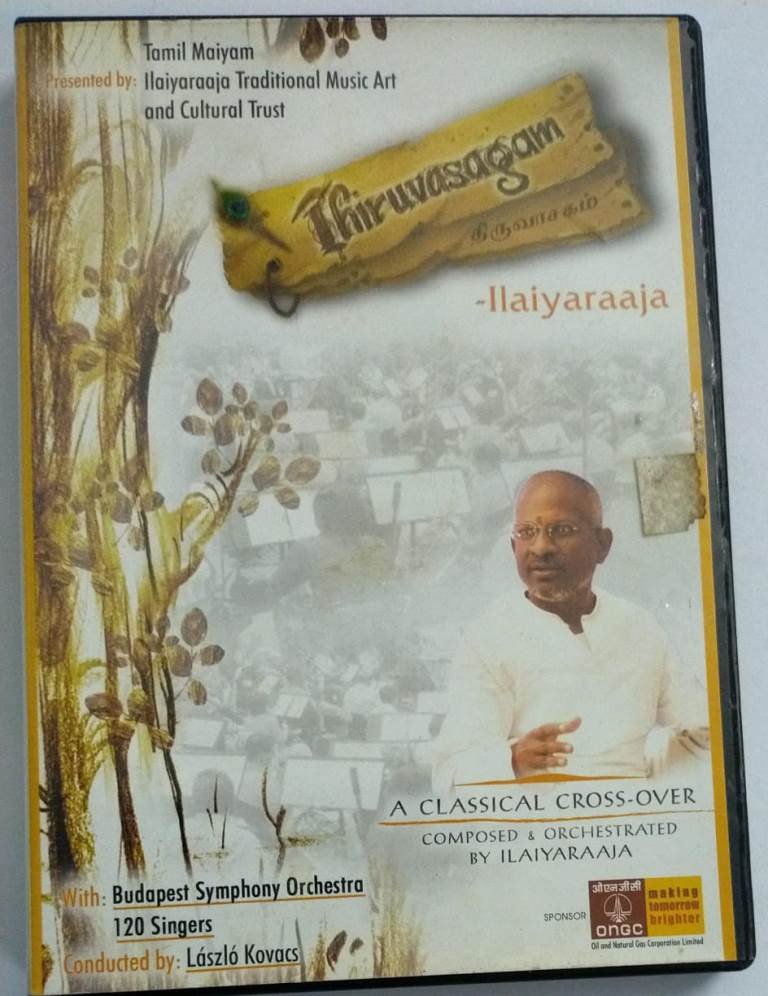 Tamil Maiyam
Presented by: Ilaiyaraaja Traditional Music Art
and Cultural Trust
Thiruvasagam
திருவாசகம்
-Ilaiyaraaja
A CLASSICAL CROSS-OVER
COMPOSED & ORCHESTRATED
BY ILAIYARAAJA
With: Budapest Symphony Orchestra
120 Singers
Conducted by: László Kovacs
SPONSOR
ओएनजीसी
ONGC
making
tomorrow
brighter
Oil and Natural Gas Corporation Limited